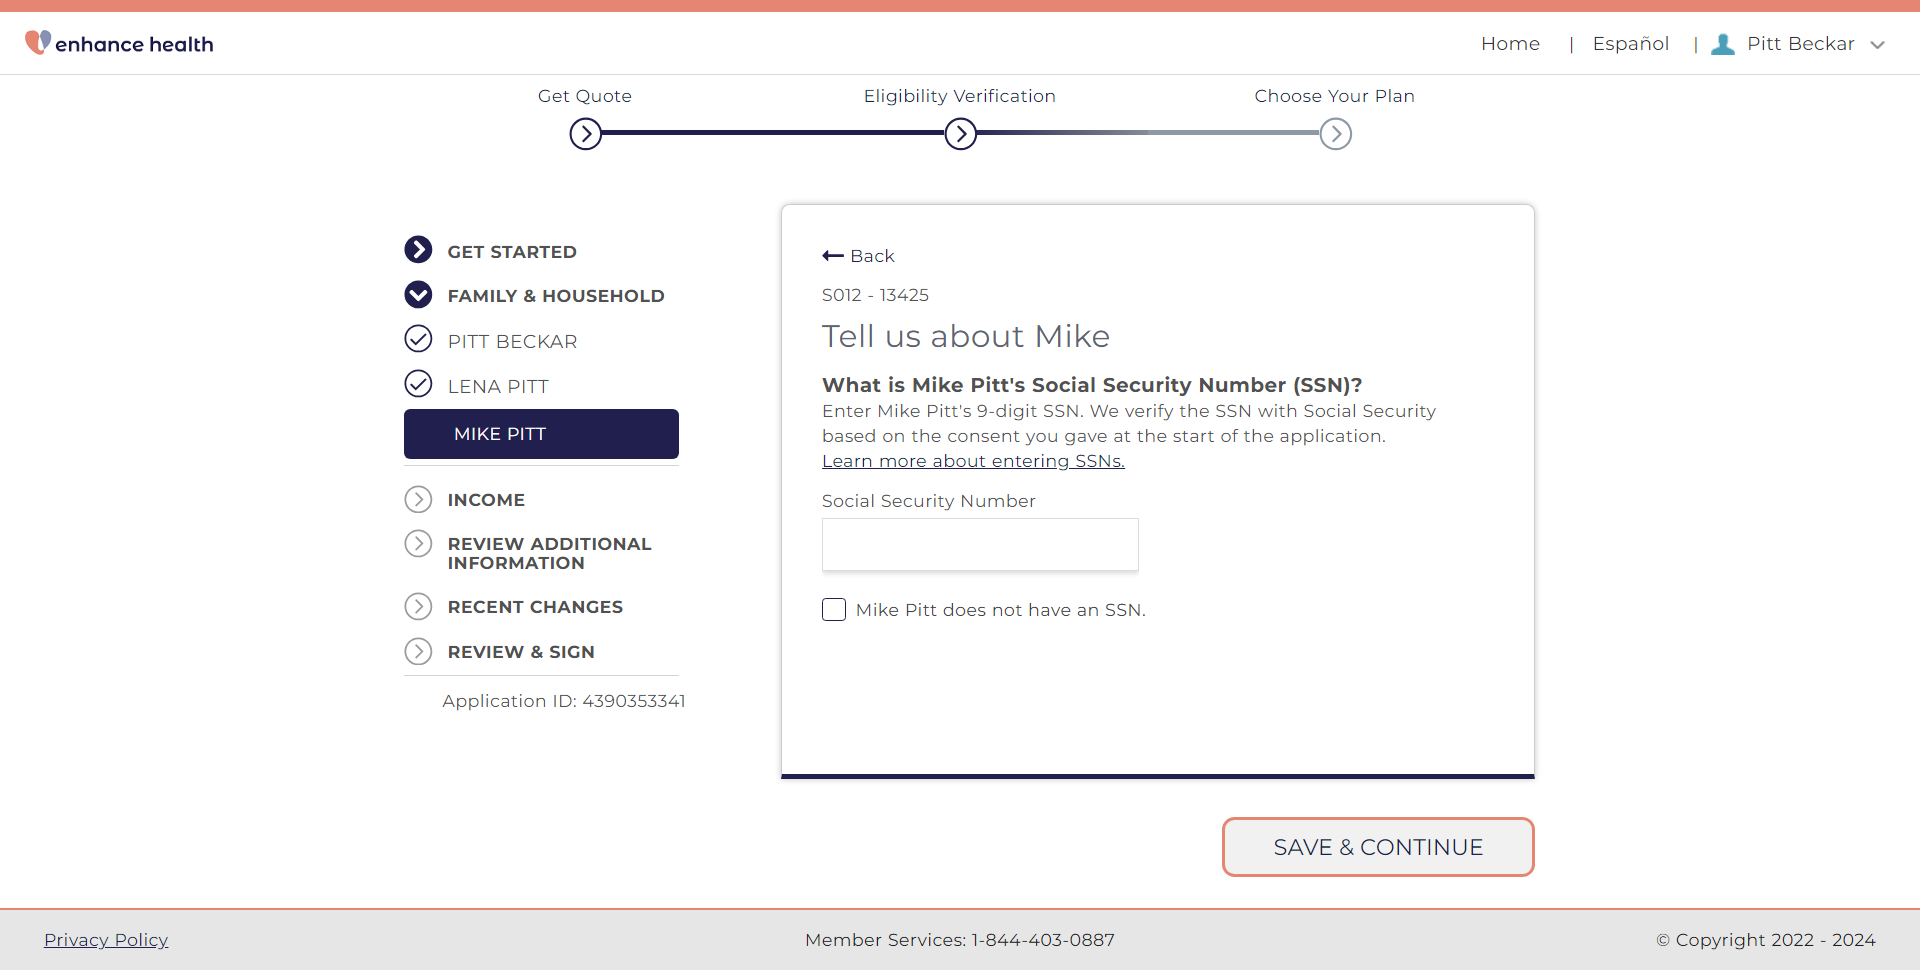 enhance health
Home | Español | Pitt Beckar
Get Quote
Eligibility Verification
Choose Your Plan
GET STARTED
FAMILY & HOUSEHOLD
PITT BECKAR
LENA PITT
MIKE PITT
INCOME
REVIEW ADDITIONAL
INFORMATION
RECENT CHANGES
REVIEW & SIGN
Application ID: 4390353341
Back
S012 - 13425
Tell us about Mike
What is Mike Pitt's Social Security Number (SSN)?
Enter Mike Pitt's 9-digit SSN. We verify the SSN with Social Security
based on the consent you gave at the start of the application.
Learn more about entering SSNs.
Social Security Number
Mike Pitt does not have an SSN.
SAVE & CONTINUE
Privacy Policy
Member Services: 1-844-403-0887
© Copyright 2022 - 2024